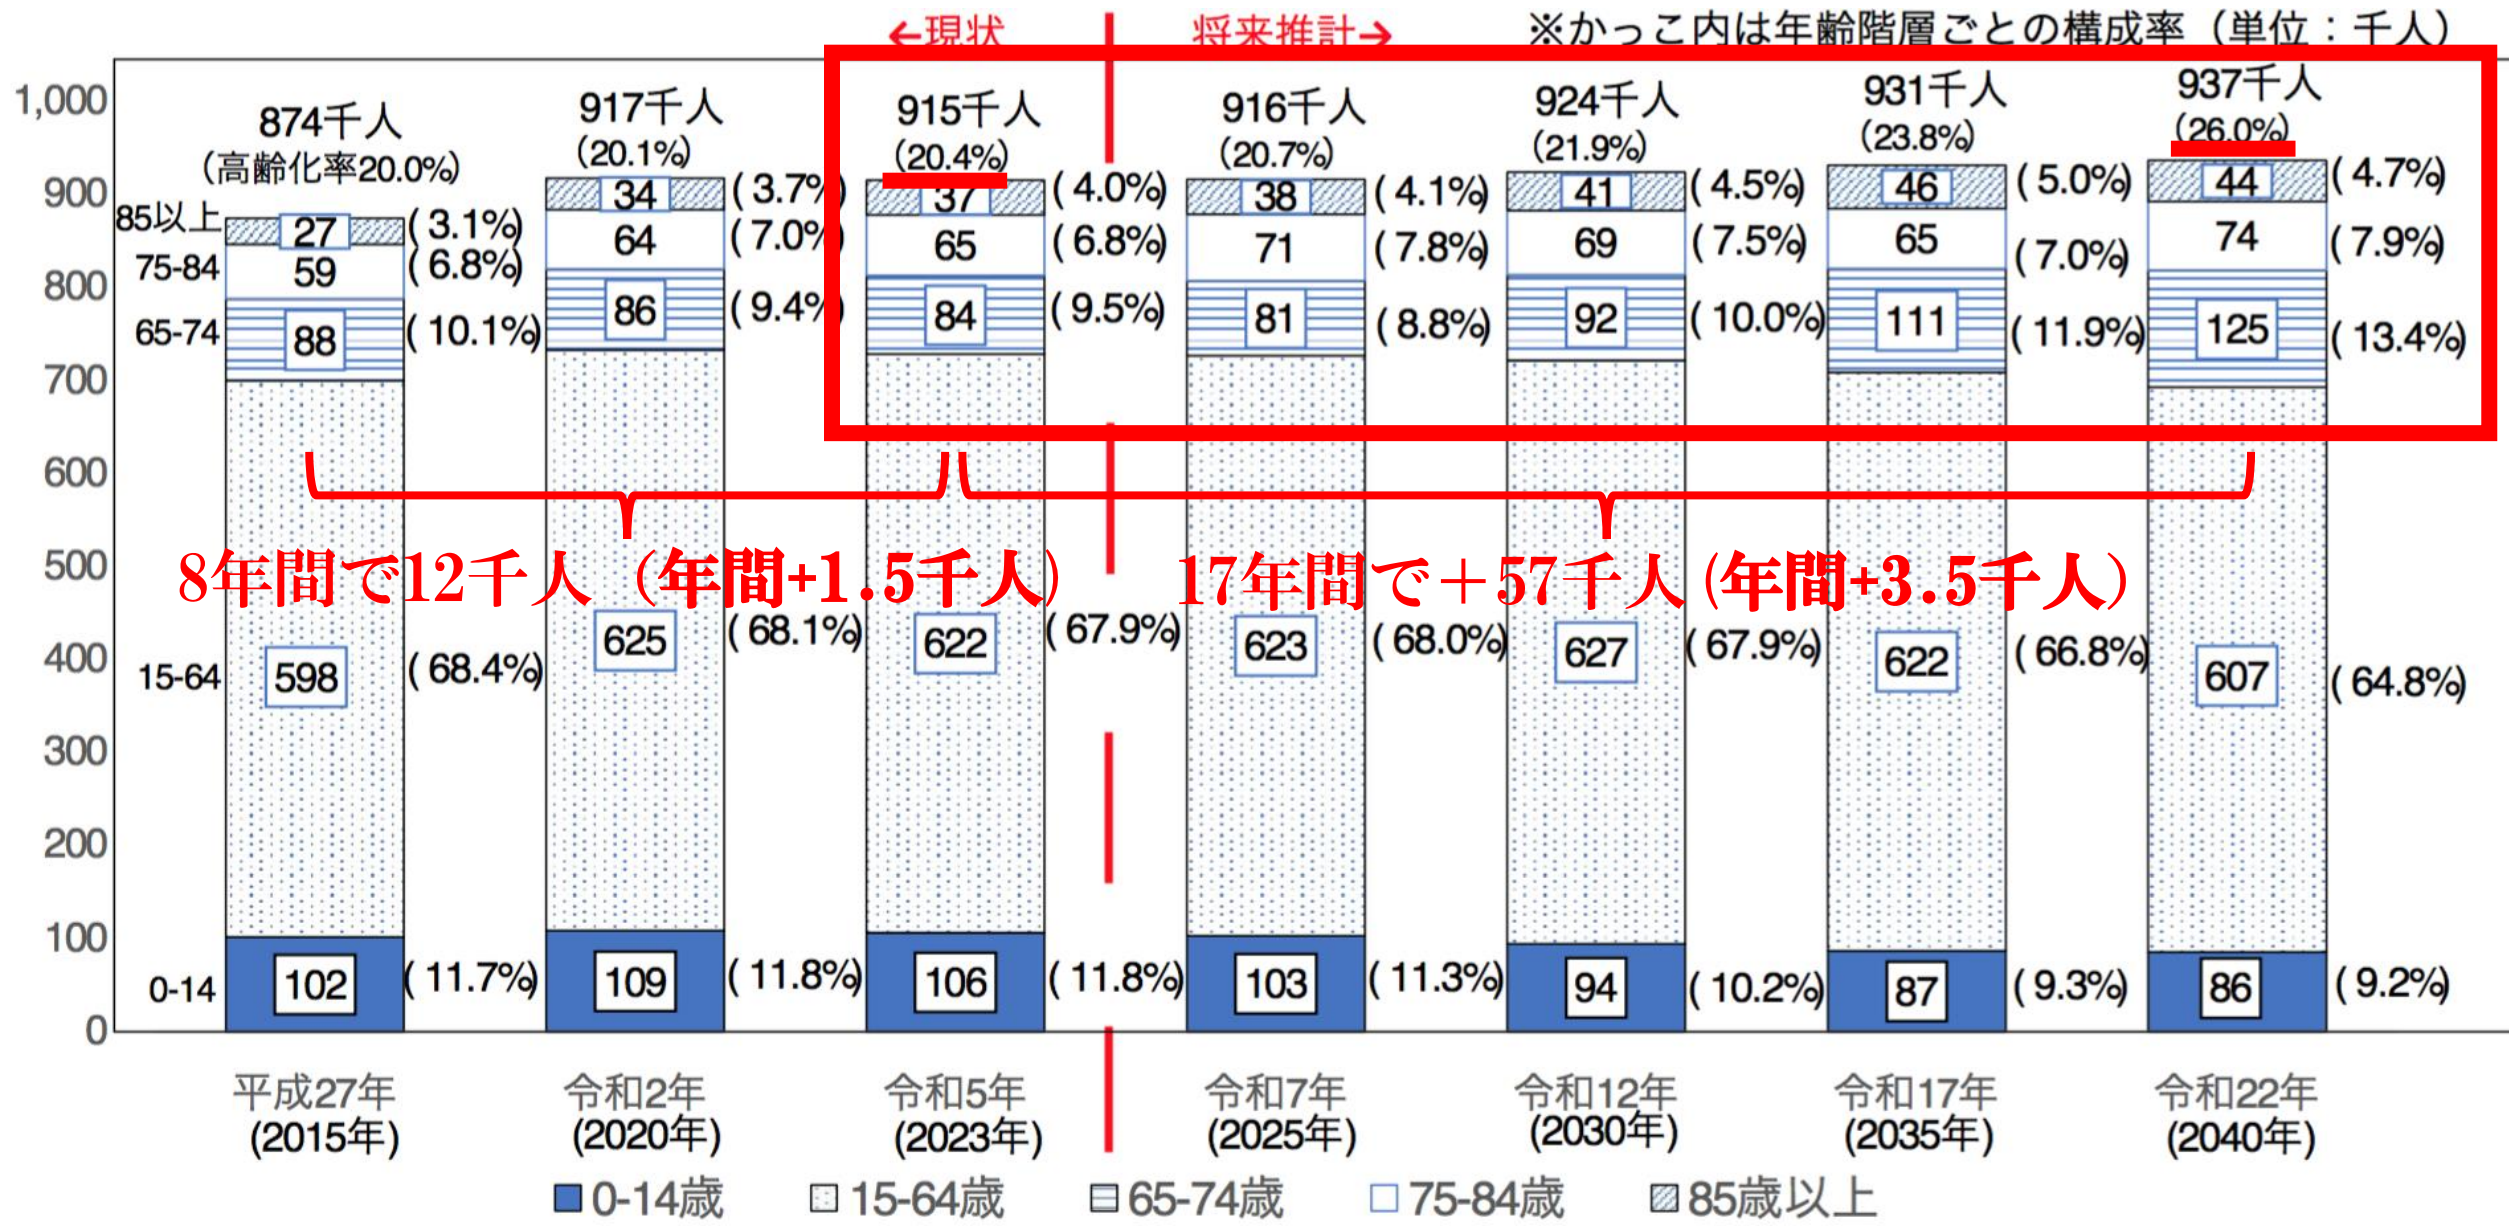 ←現状
将来推計→
※かっこ内は年齢階層ごとの構成率（単位：千人）
1,000
900
800
700
600
500
400
300
200
100
0
85以上
75-84
65-74
15-64
0-14
874千人
（高齢化率20.0%）
27
(3.1%)
59
(6.8%)
88
(10.1%)
598
(68.4%)
102
(11.7%)
917千人
(20.1%)
34
(3.7%)
64
(7.0%)
86
(9.4%)
625
(68.1%)
109
(11.8%)
915千人
(20.4%)
37
(4.0%)
65
(6.8%)
84
(9.5%)
622
(67.9%)
106
(11.8%)
916千人
(20.7%)
38
(4.1%)
71
(7.8%)
81
(8.8%)
623
(68.0%)
103
(11.3%)
924千人
(21.9%)
41
(4.5%)
69
(7.5%)
92
(10.0%)
627
(67.9%)
94
(10.2%)
931千人
(23.8%)
46
(5.0%)
65
(7.0%)
111
(11.9%)
622
(66.8%)
87
(9.3%)
937千人
(26.0%)
44
(4.7%)
74
(7.9%)
125
(13.4%)
607
(64.8%)
86
(9.2%)
8年間で12千人（年間+1.5千人）
17年間で＋57千人(年間+3.5千人）
平成27年
(2015年)
令和2年
(2020年)
令和5年
(2023年)
令和7年
(2025年)
令和12年
(2030年)
令和17年
(2035年)
令和22年
(2040年)
0-14歳
15-64歳
65-74歳
75-84歳
85歳以上